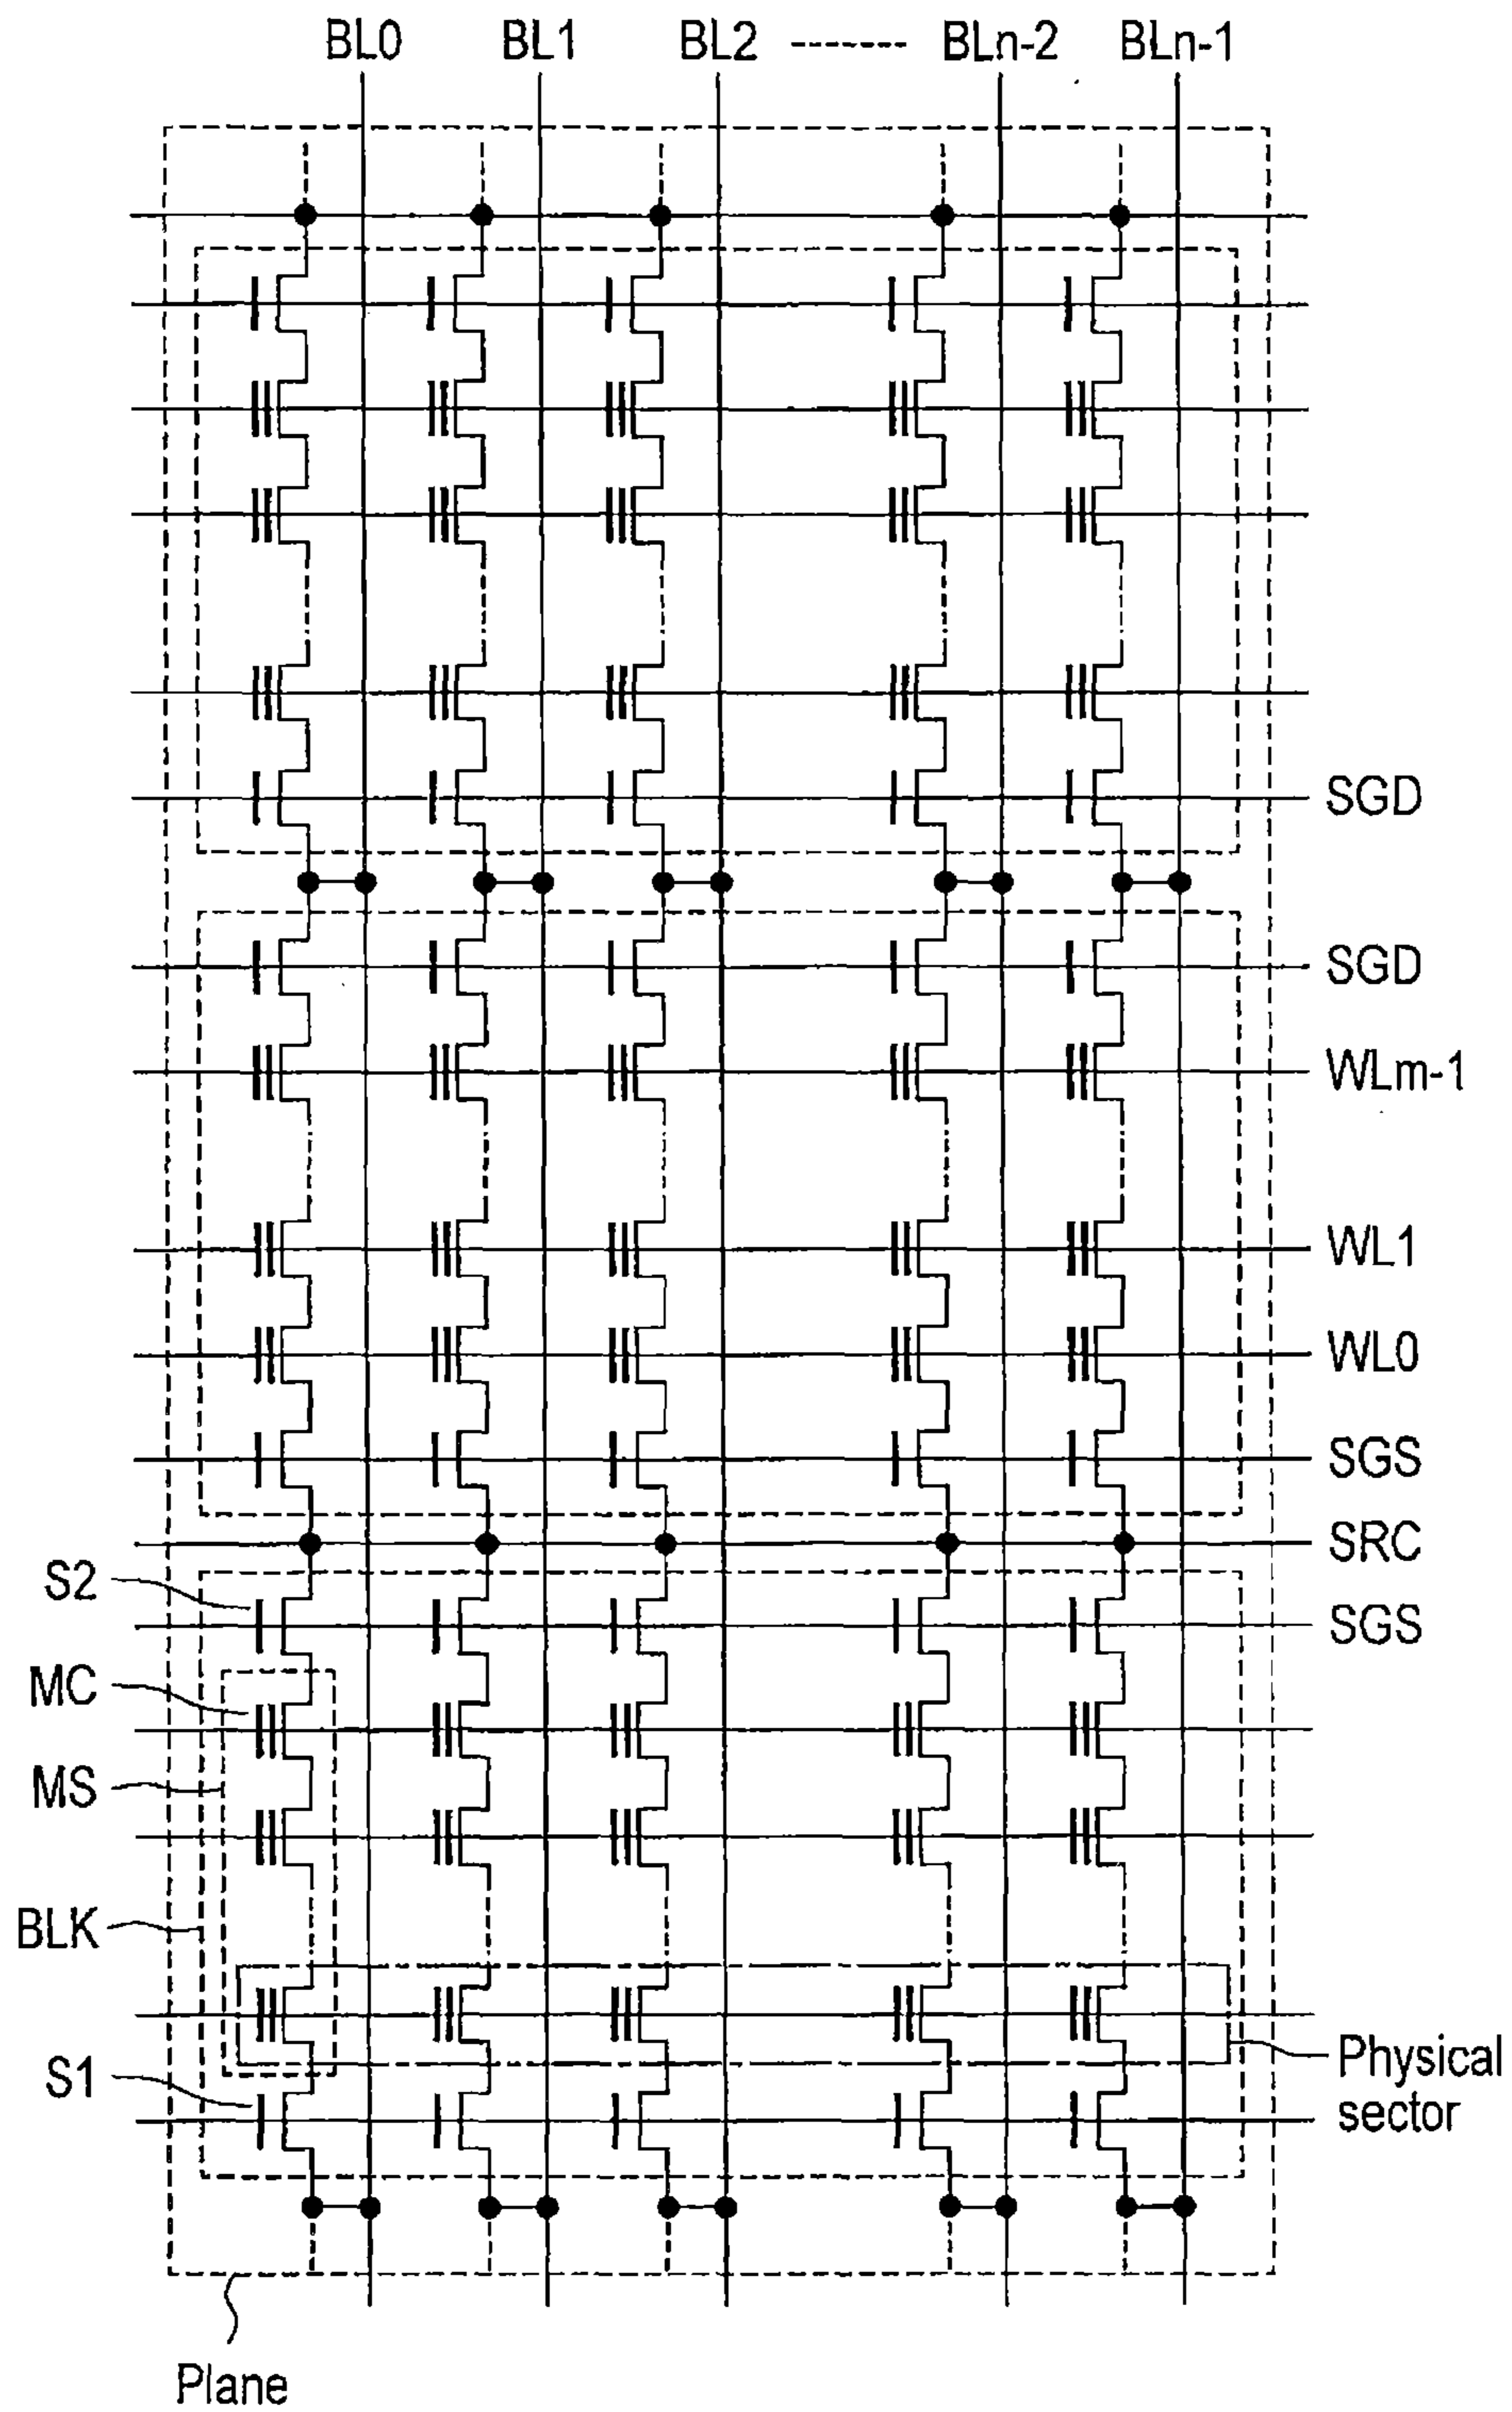 BL0 BL1 BL2 -------- BLn-2 BLn-1
SGD
SGD
WLm-1
WL1
WL0
SGS
SRC
S2
SGS
MC
MS
BLK
Physical
sector
S1
Plane